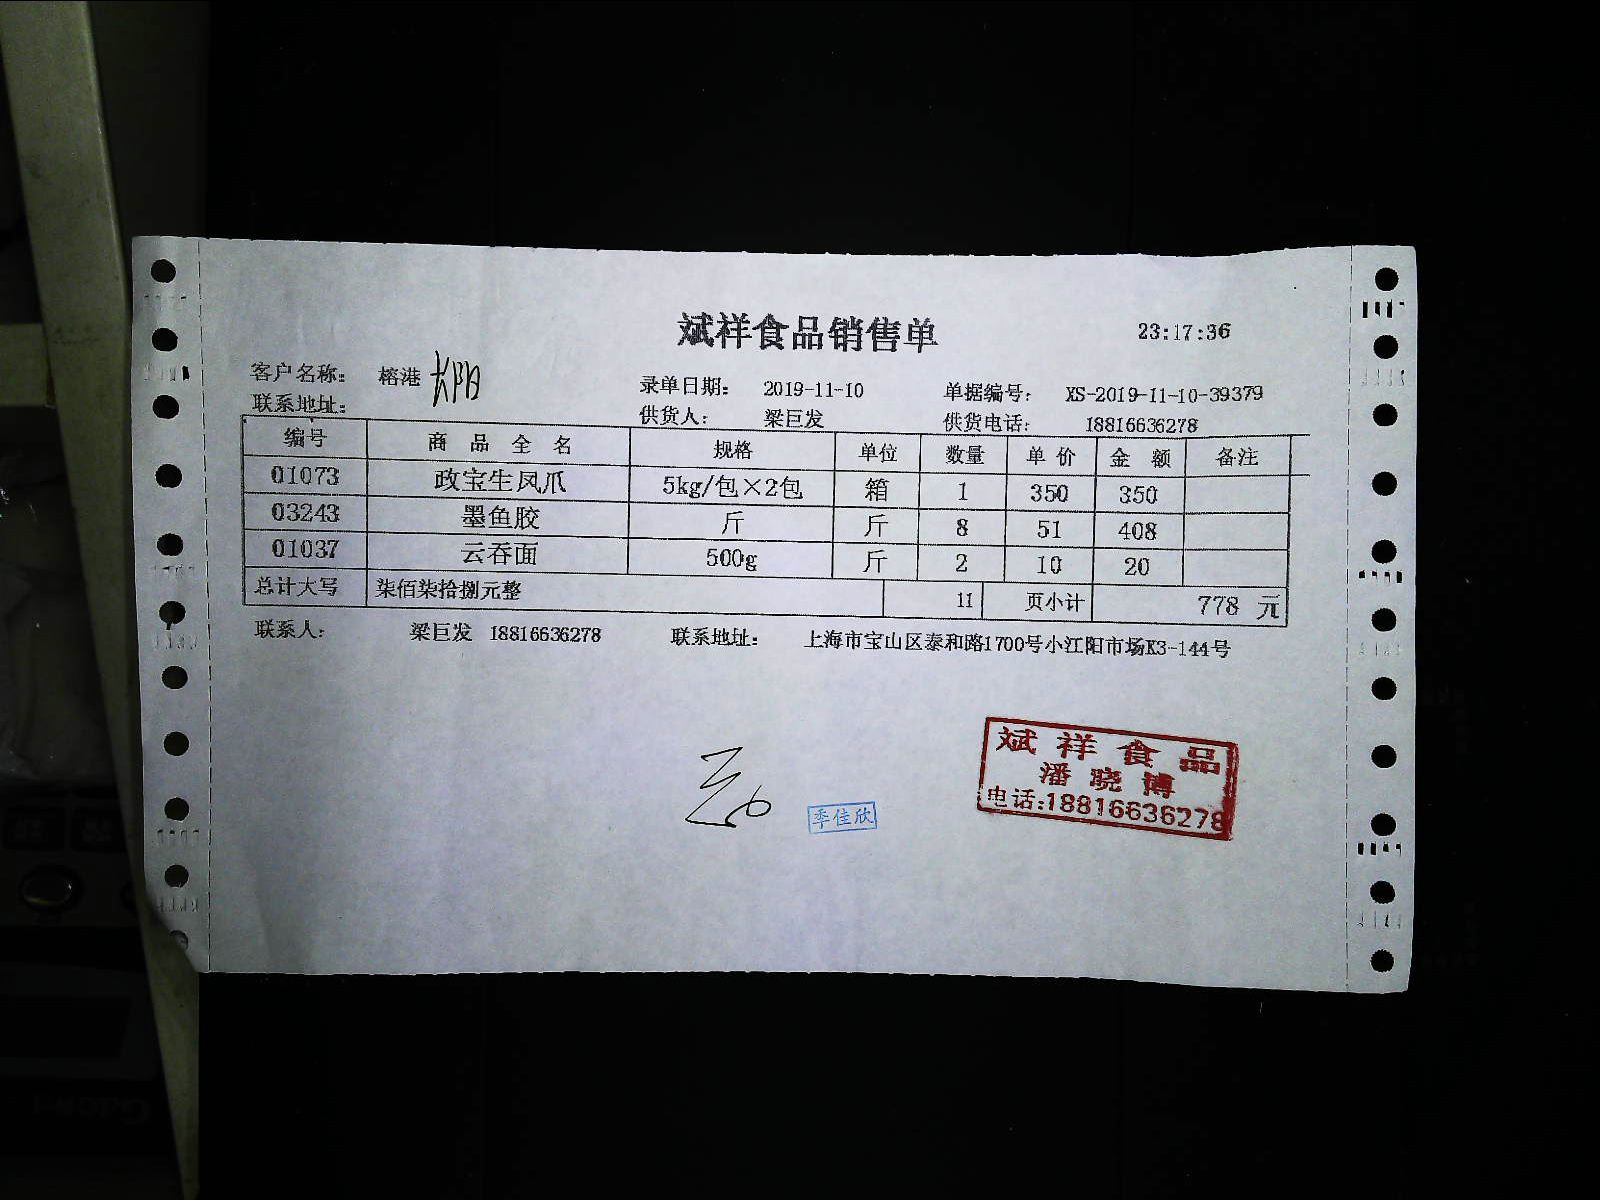 斌祥食品销售单 23:17:36
客户名称: 榕港 长阳 录单日期: 2019-11-10 单据编号: XS-2019-11-10-39379
联系地址: 供货人: 梁巨发 供货电话: 18816636278
编号 商品全名 规格 单位 数量 单价 金额 备注
01073 政宝生凤爪 5kg/包×2包 箱 1 350 350
03243 墨鱼胶 斤 斤 8 51 408
01037 云吞面 500g 斤 2 10 20
总计大写 柒佰柒拾捌元整 11 页小计 778 元
联系人: 梁巨发 18816636278 联系地址: 上海市宝山区泰和路1700号小江阳市场K3-144号
斌祥食品
潘晓博
电话:18816636278
季佳欣